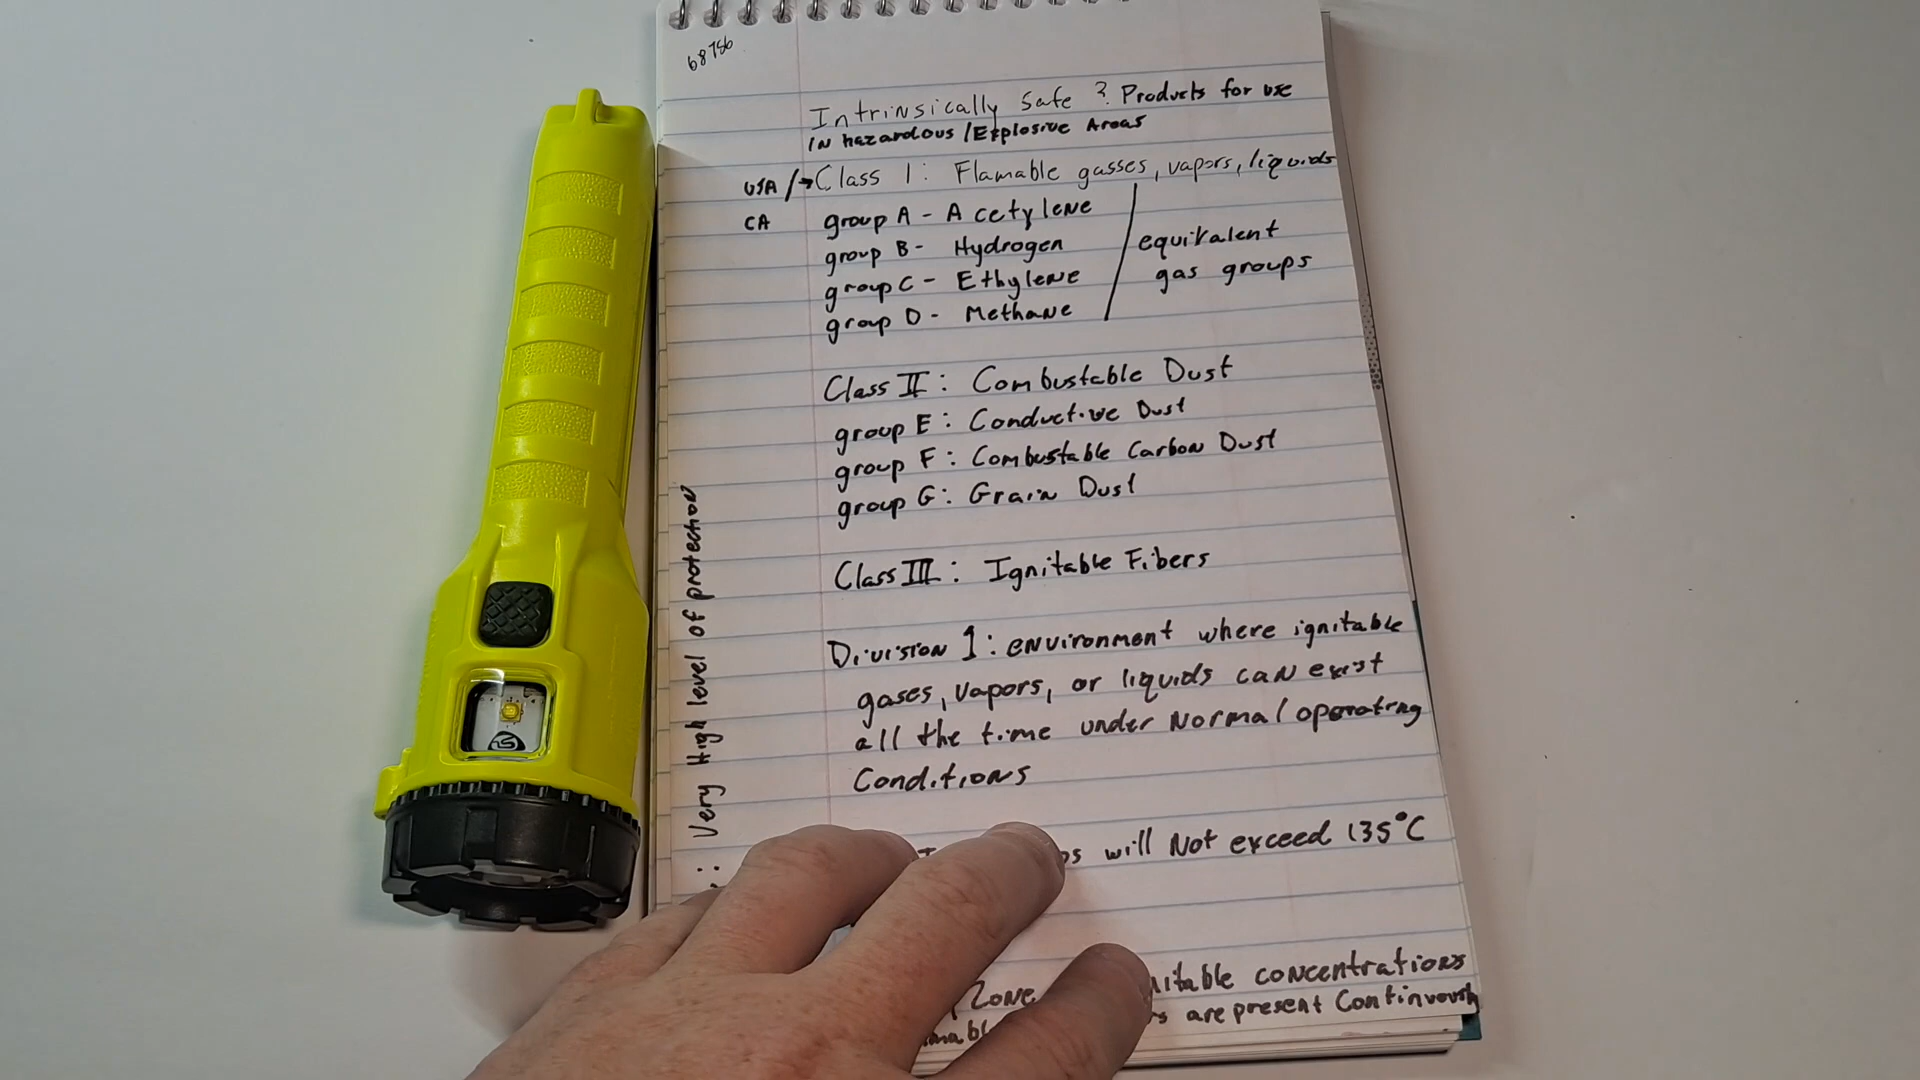 68786
Intrinsically Safe ? Products for use
in hazardous / Explosive Areas
USA / → Class 1: Flamable gasses, vapors, liquids
CA
group A - Acetylene
group B - Hydrogen
group C - Ethylene
group D - Methane
equivalent
gas groups
Class II: Combustable Dust
group E: Conductive Dust
group F: Combustable Carbon Dust
group G: Grain Dust
Class III: Ignitable Fibers
Division 1: environment where ignitable
gases, vapors, or liquids can exist
all the time under Normal operating
Conditions
will Not exceed 135°C
Zone
concentrations
are present Continuously
: Very High level of protection